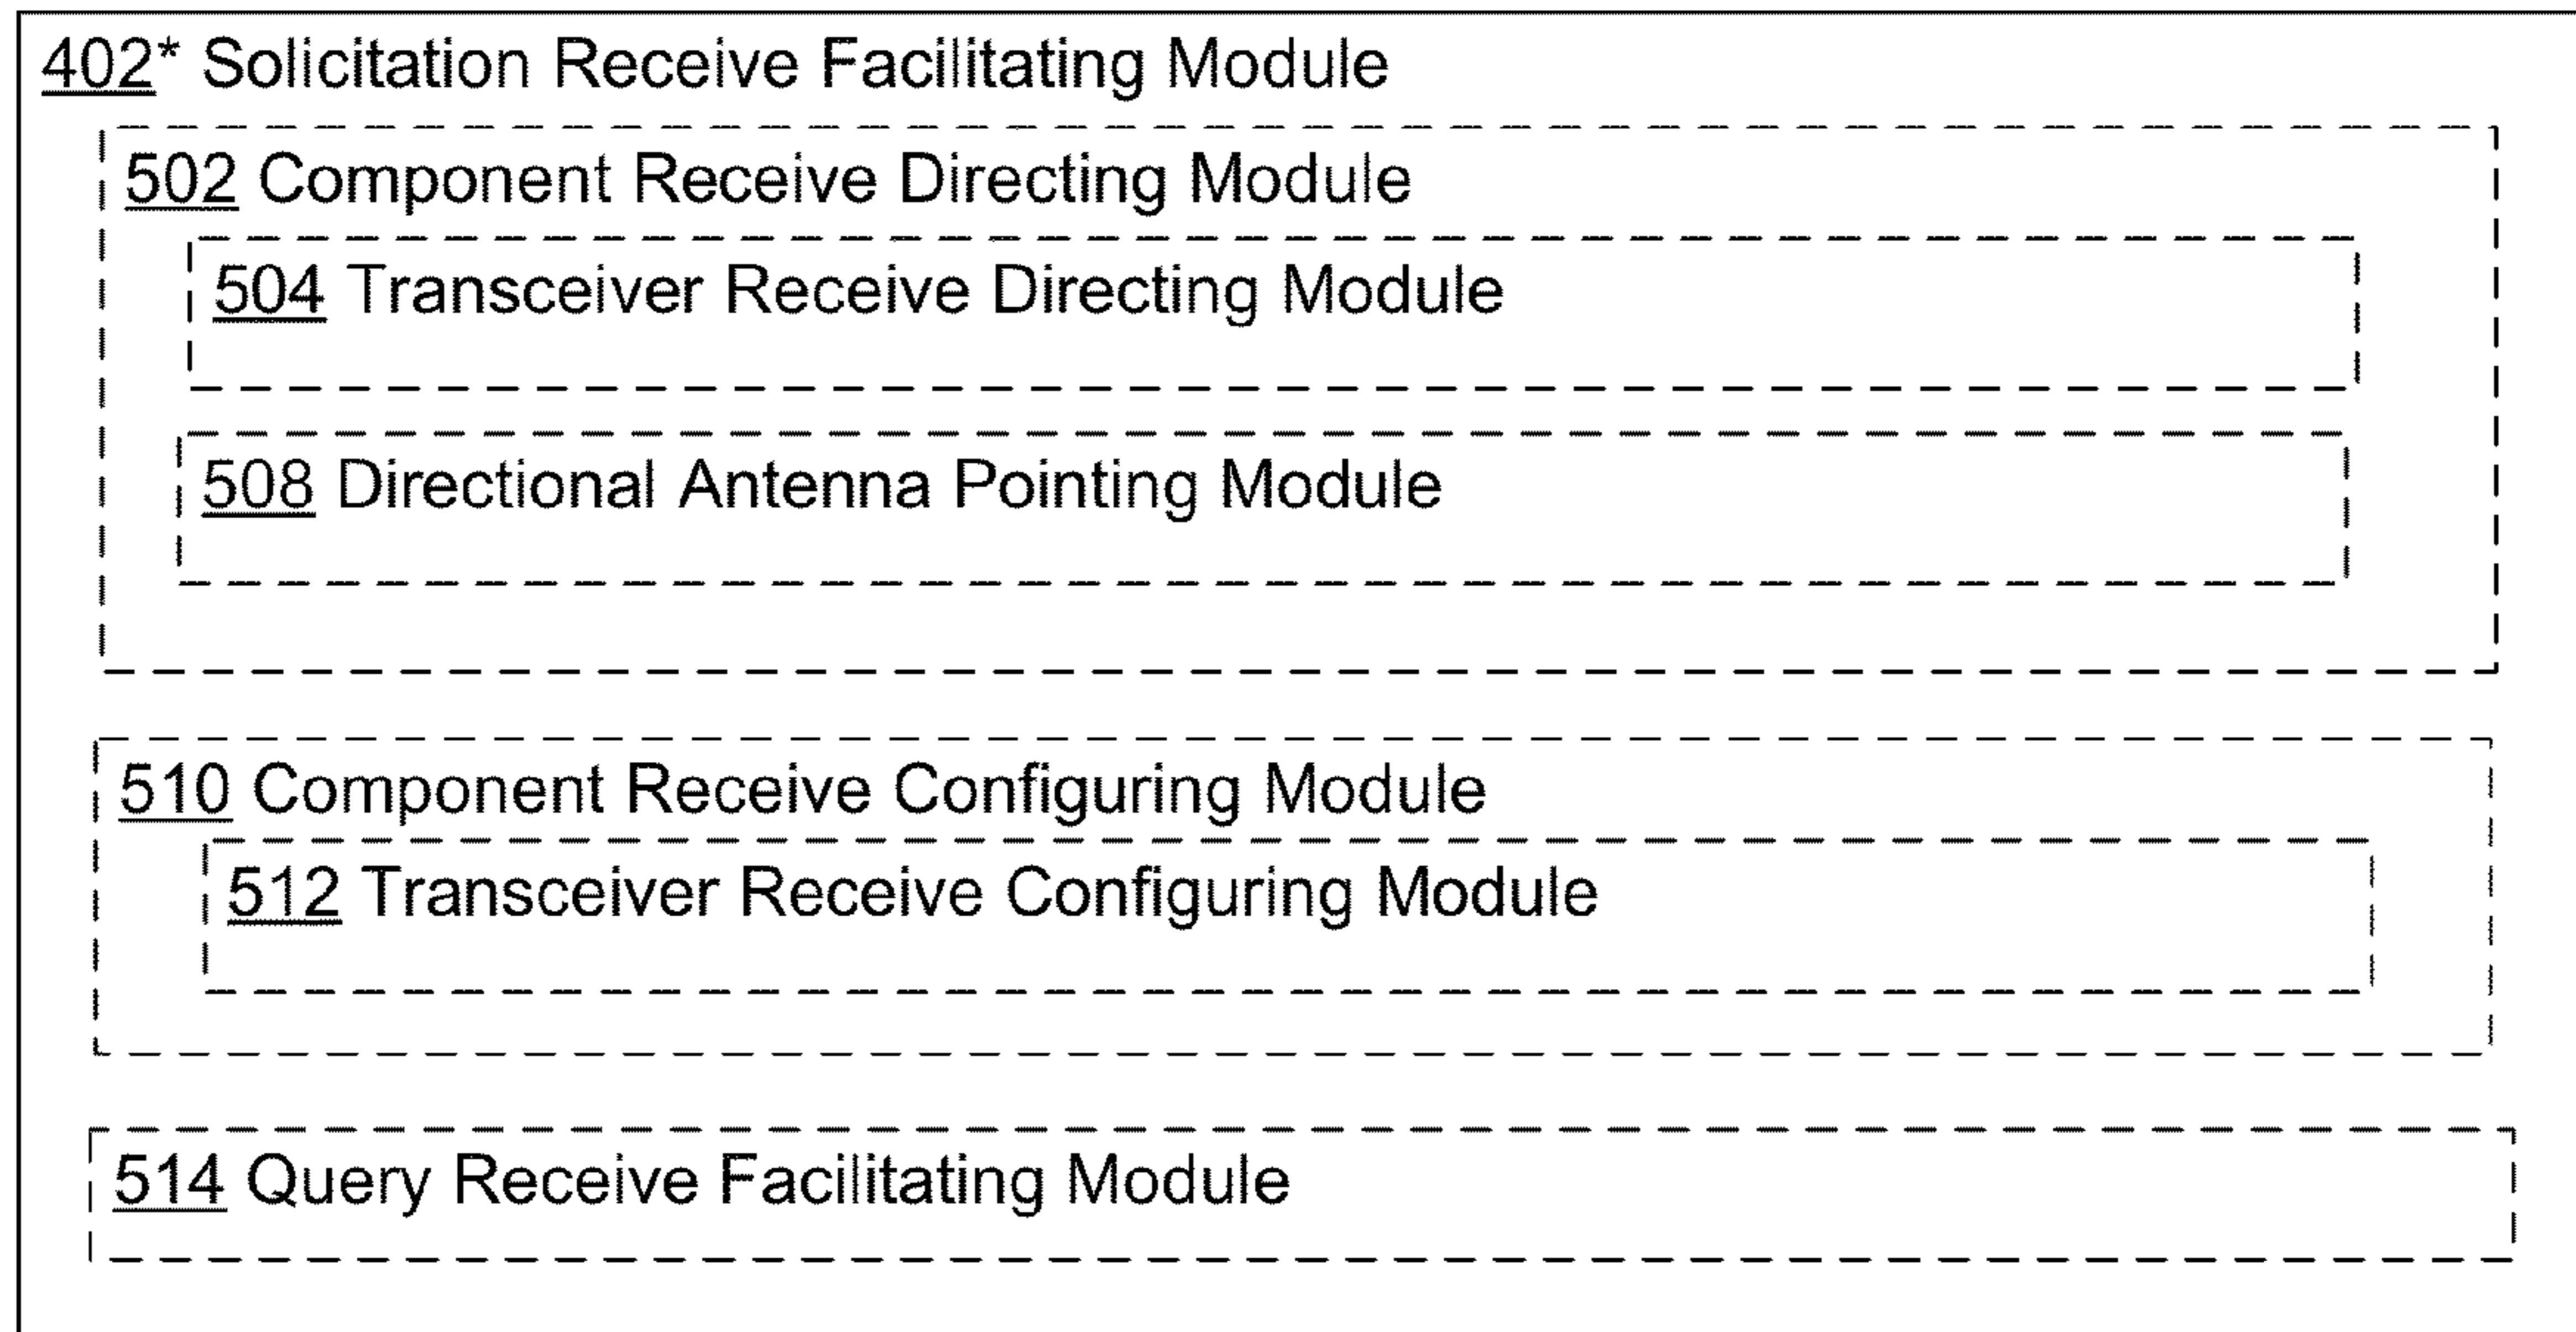 402* Solicitation Receive Facilitating Module
502 Component Receive Directing Module
504 Transceiver Receive Directing Module
508 Directional Antenna Pointing Module
510 Component Receive Configuring Module
512 Transceiver Receive Configuring Module
514 Query Receive Facilitating Module